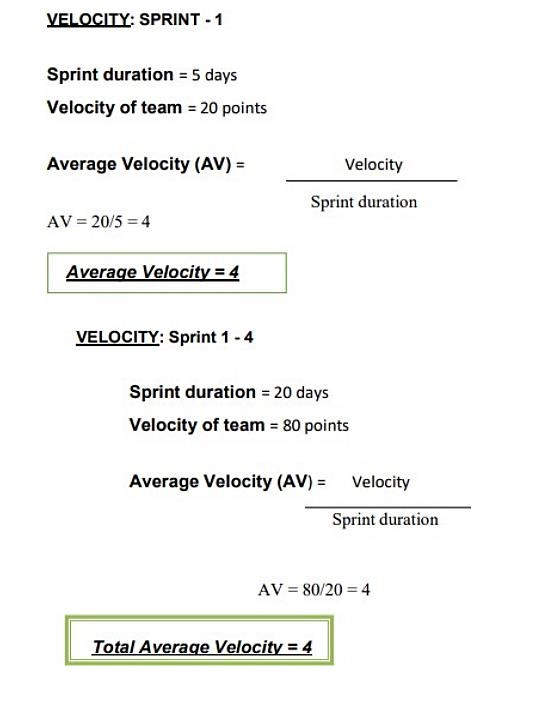 VELOCITY: SPRINT - 1
Sprint duration = 5 days
Velocity of team = 20 points
Average Velocity (AV) = Velocity
Sprint duration
AV = 20/5 = 4
Average Velocity = 4
VELOCITY: Sprint 1 - 4
Sprint duration = 20 days
Velocity of team = 80 points
Average Velocity (AV) = Velocity
Sprint duration
AV = 80/20 = 4
Total Average Velocity = 4